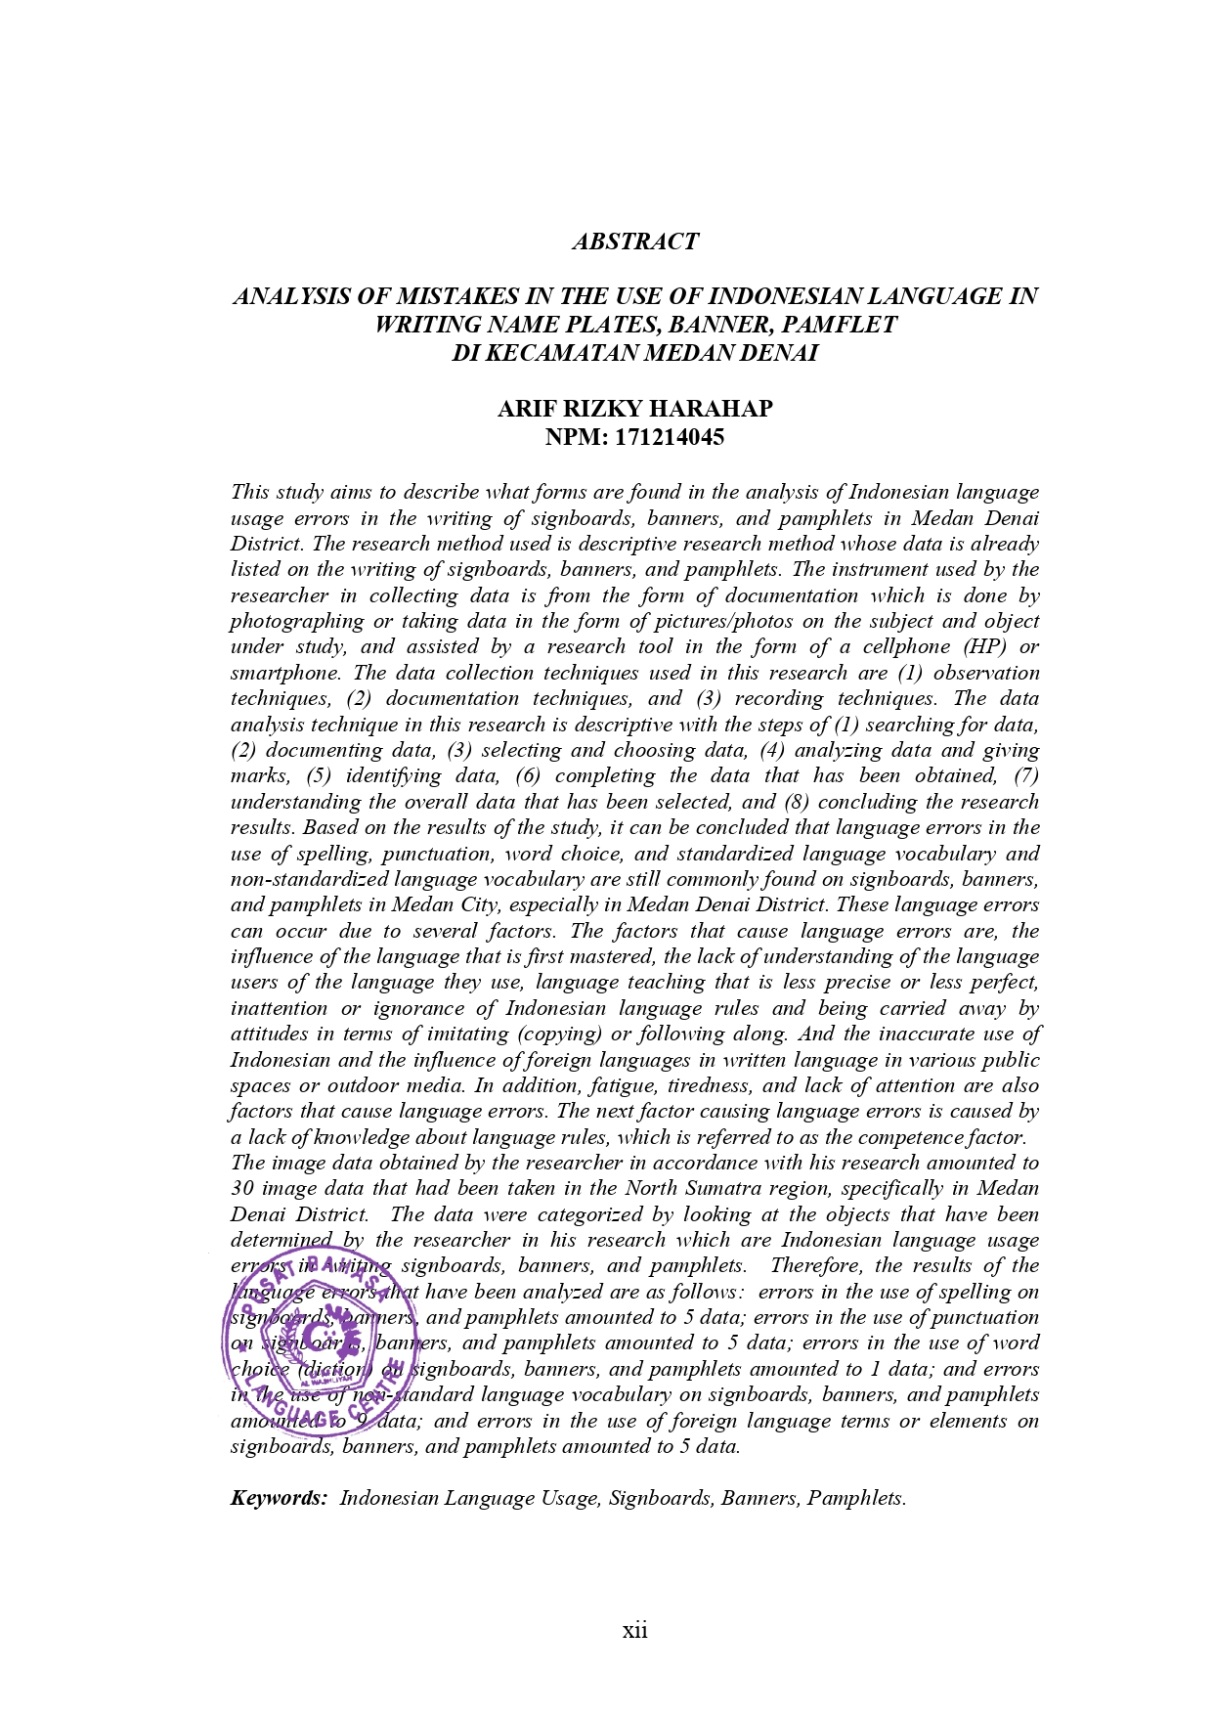 ABSTRACT
ANALYSIS OF MISTAKES IN THE USE OF INDONESIAN LANGUAGE IN
WRITING NAME PLATES, BANNER, PAMFLET
DI KECAMATAN MEDAN DENAI
ARIF RIZKY HARAHAP
NPM: 171214045
This study aims to describe what forms are found in the analysis of Indonesian language
usage errors in the writing of signboards, banners, and pamphlets in Medan Denai
District. The research method used is descriptive research method whose data is already
listed on the writing of signboards, banners, and pamphlets. The instrument used by the
researcher in collecting data is from the form of documentation which is done by
photographing or taking data in the form of pictures/photos on the subject and object
under study, and assisted by a research tool in the form of a cellphone (HP) or
smartphone. The data collection techniques used in this research are (1) observation
techniques, (2) documentation techniques, and (3) recording techniques. The data
analysis technique in this research is descriptive with the steps of (1) searching for data,
(2) documenting data, (3) selecting and choosing data, (4) analyzing data and giving
marks, (5) identifying data, (6) completing the data that has been obtained, (7)
understanding the overall data that has been selected, and (8) concluding the research
results. Based on the results of the study, it can be concluded that language errors in the
use of spelling, punctuation, word choice, and standardized language vocabulary and
non-standardized language vocabulary are still commonly found on signboards, banners,
and pamphlets in Medan City, especially in Medan Denai District. These language errors
can occur due to several factors. The factors that cause language errors are, the
influence of the language that is first mastered, the lack of understanding of the language
users of the language they use, language teaching that is less precise or less perfect,
inattention or ignorance of Indonesian language rules and being carried away by
attitudes in terms of imitating (copying) or following along. And the inaccurate use of
Indonesian and the influence of foreign languages in written language in various public
spaces or outdoor media. In addition, fatigue, tiredness, and lack of attention are also
factors that cause language errors. The next factor causing language errors is caused by
a lack of knowledge about language rules, which is referred to as the competence factor.
The image data obtained by the researcher in accordance with his research amounted to
30 image data that had been taken in the North Sumatra region, specifically in Medan
Denai District. The data were categorized by looking at the objects that have been
determined by the researcher in his research which are Indonesian language usage
errors in writing signboards, banners, and pamphlets. Therefore, the results of the
language errors that have been analyzed are as follows: errors in the use of spelling on
signboards, banners, and pamphlets amounted to 5 data; errors in the use of punctuation
on signboards, banners, and pamphlets amounted to 5 data; errors in the use of word
choice (diction) on signboards, banners, and pamphlets amounted to 1 data; and errors
in the use of non-standard language vocabulary on signboards, banners, and pamphlets
amounted to 9 data; and errors in the use of foreign language terms or elements on
signboards, banners, and pamphlets amounted to 5 data.
PUSAT BAHASA
LANGUAGE CENTRE
AL WASHLIYAH
Keywords: Indonesian Language Usage, Signboards, Banners, Pamphlets.
xii